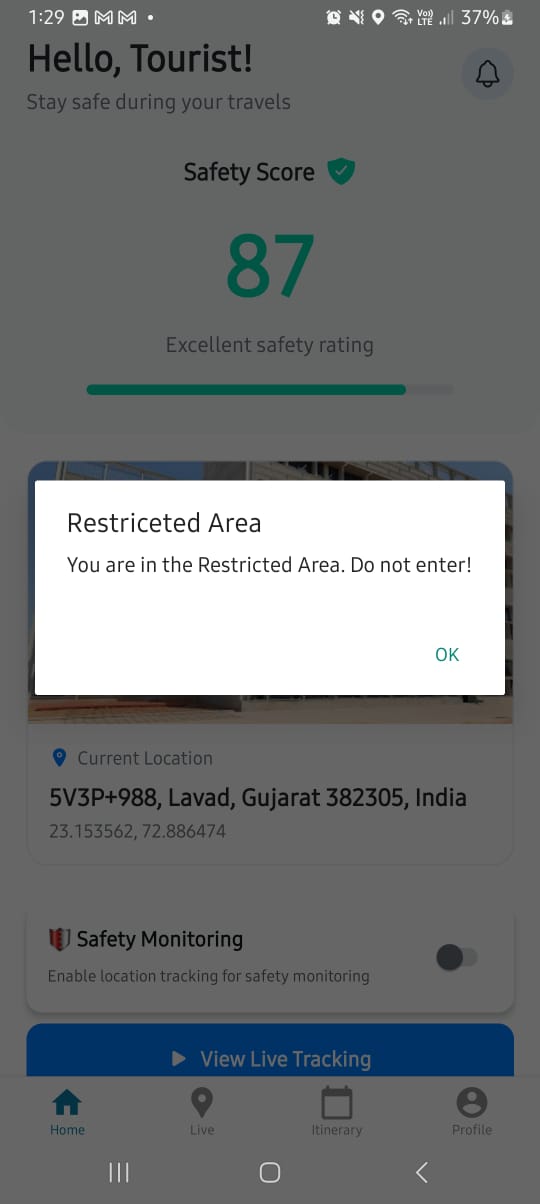 1:29
Vo)) LTE 37%
Hello, Tourist!
Stay safe during your travels
Safety Score
87
Excellent safety rating
Restriceted Area
You are in the Restricted Area. Do not enter!
OK
Current Location
5V3P+988, Lavad, Gujarat 382305, India
23.153562, 72.886474
Safety Monitoring
Enable location tracking for safety monitoring
View Live Tracking
Home Live Itinerary Profile